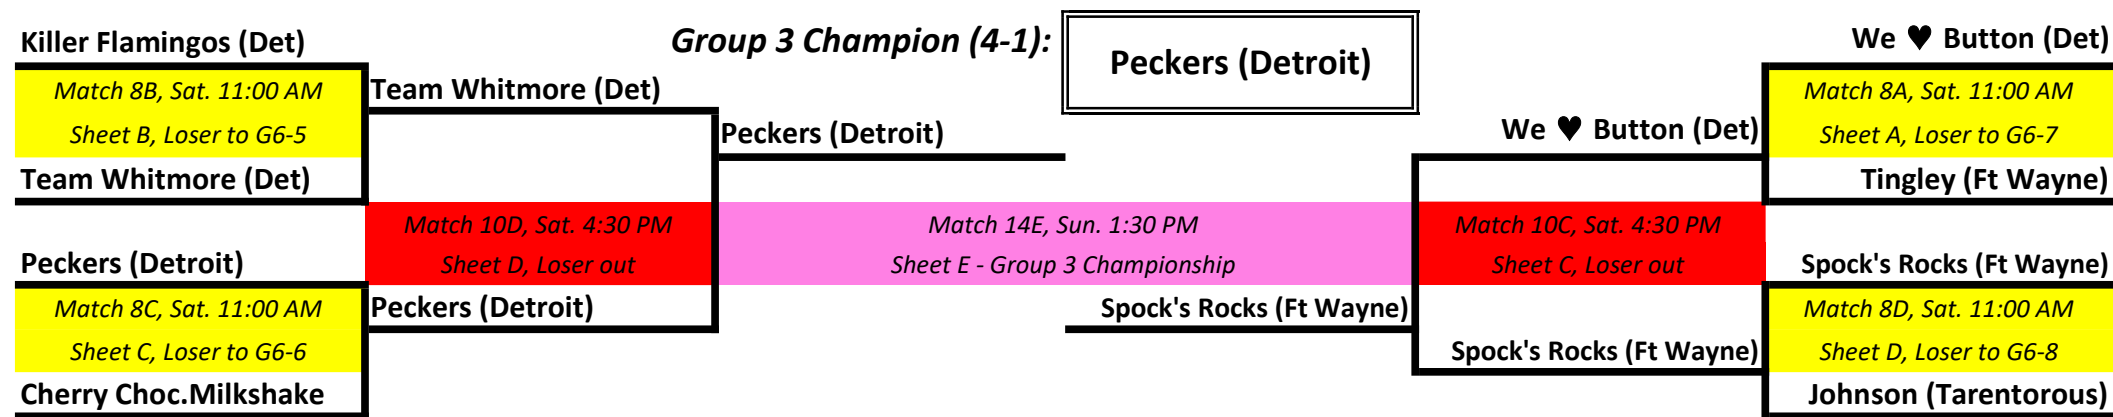 Killer Flamingos (Det)
Group 3 Champion (4-1):
Peckers (Detroit)
We ♥ Button (Det)
Match 8B, Sat. 11:00 AM
Team Whitmore (Det)
Match 8A, Sat. 11:00 AM
Sheet B, Loser to G6-5
Peckers (Detroit)
We ♥ Button (Det)
Sheet A, Loser to G6-7
Team Whitmore (Det)
Tingley (Ft Wayne)
Match 10D, Sat. 4:30 PM
Match 14E, Sun. 1:30 PM
Match 10C, Sat. 4:30 PM
Peckers (Detroit)
Sheet D, Loser out
Sheet E - Group 3 Championship
Sheet C, Loser out
Spock's Rocks (Ft Wayne)
Match 8C, Sat. 11:00 AM
Peckers (Detroit)
Spock's Rocks (Ft Wayne)
Match 8D, Sat. 11:00 AM
Sheet C, Loser to G6-6
Spock's Rocks (Ft Wayne)
Sheet D, Loser to G6-8
Cherry Choc.Milkshake
Johnson (Tarentorous)